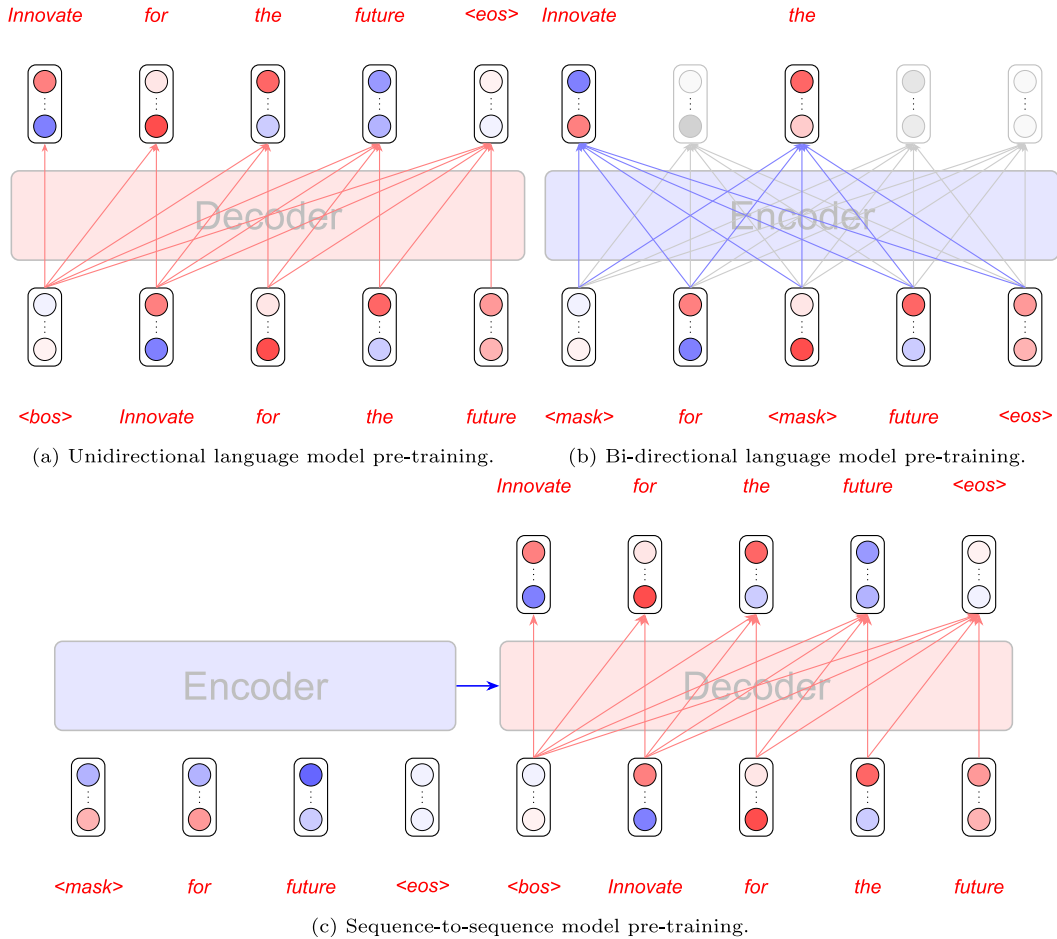 Innovate for the future <eos> Innovate the
Decoder Encoder
<bos> Innovate for the future <mask> for <mask> future <eos>
(a) Unidirectional language model pre-training. (b) Bi-directional language model pre-training.
Innovate for the future <eos>
Encoder Decoder
<mask> for future <eos> <bos> Innovate for the future
(c) Sequence-to-sequence model pre-training.